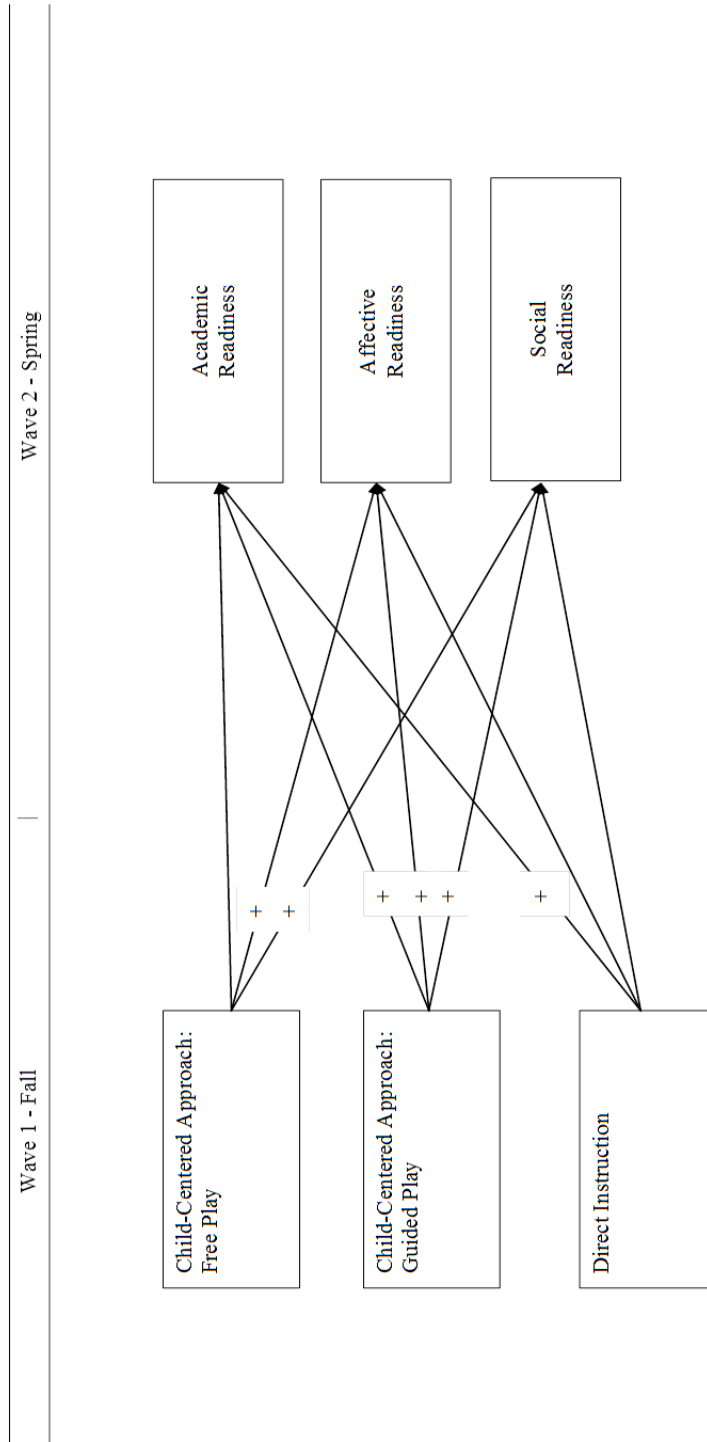 Wave 1 - Fall | Wave 2 - Spring
Child-Centered Approach:
Free Play
+
+
Academic
Readiness
Child-Centered Approach:
Guided Play
+
+
+
Affective
Readiness
Direct Instruction
+
Social
Readiness